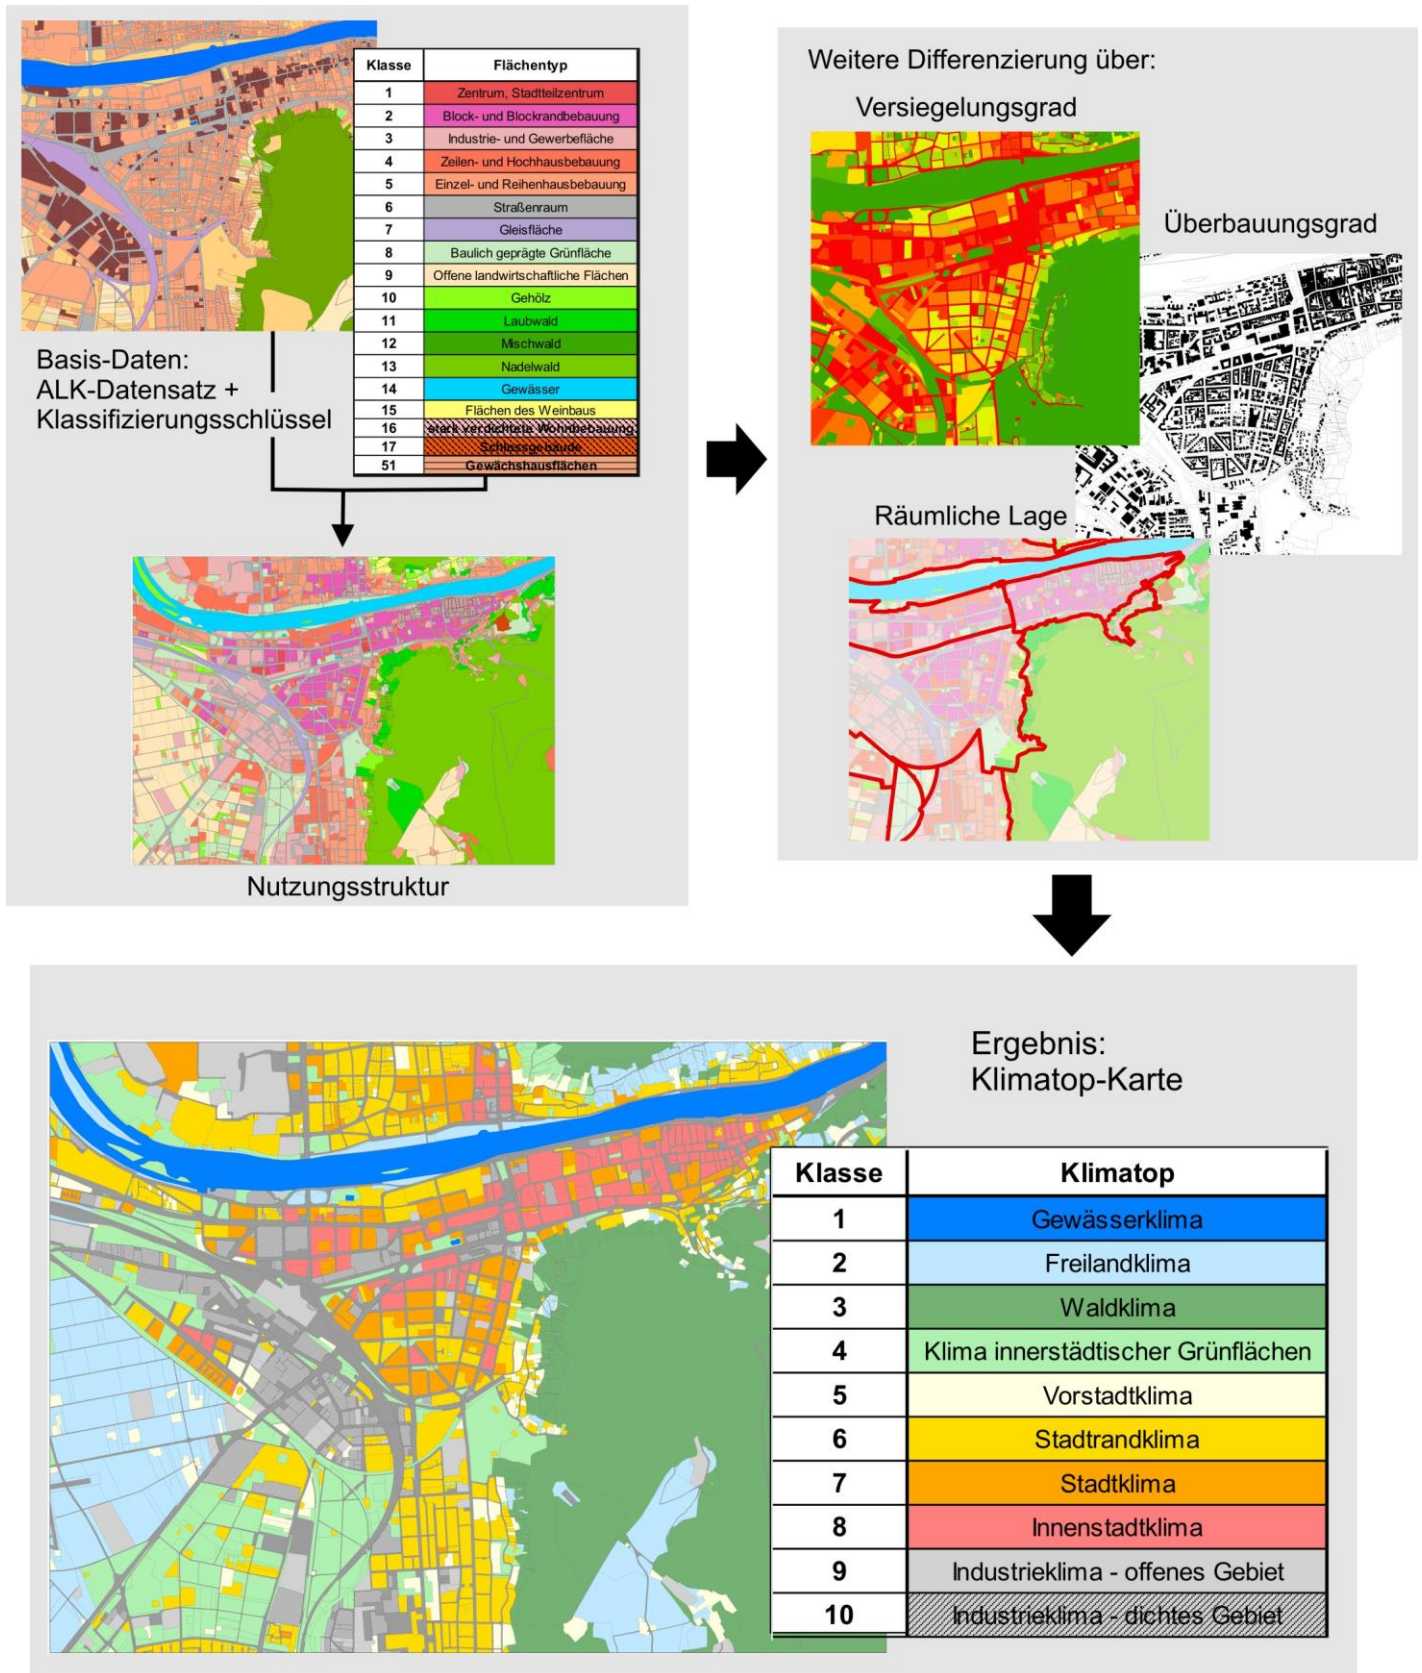 Klasse Flächentyp
1 Zentrum, Stadtteilzentrum
2 Block- und Blockrandbebauung
3 Industrie- und Gewerbefläche
4 Zeilen- und Hochhausbebauung
5 Einzel- und Reihenhausbebauung
6 Straßenraum
7 Gleisfläche
8 Baulich geprägte Grünfläche
9 Offene landwirtschaftliche Flächen
10 Gehölz
11 Laubwald
12 Mischwald
13 Nadelwald
14 Gewässer
15 Flächen des Weinbaus
16 stark verdichtete Wohnbebauung
17 Schlossgebäude
51 Gewächshausflächen
Basis-Daten:
ALK-Datensatz +
Klassifizierungsschlüssel
Nutzungsstruktur
Weitere Differenzierung über:
Versiegelungsgrad
Überbauungsgrad
Räumliche Lage
Ergebnis:
Klimatop-Karte
Klasse Klimatop
1 Gewässerklima
2 Freilandklima
3 Waldklima
4 Klima innerstädtischer Grünflächen
5 Vorstadtklima
6 Stadtrandklima
7 Stadtklima
8 Innenstadtklima
9 Industrieklima - offenes Gebiet
10 Industrieklima - dichtes Gebiet